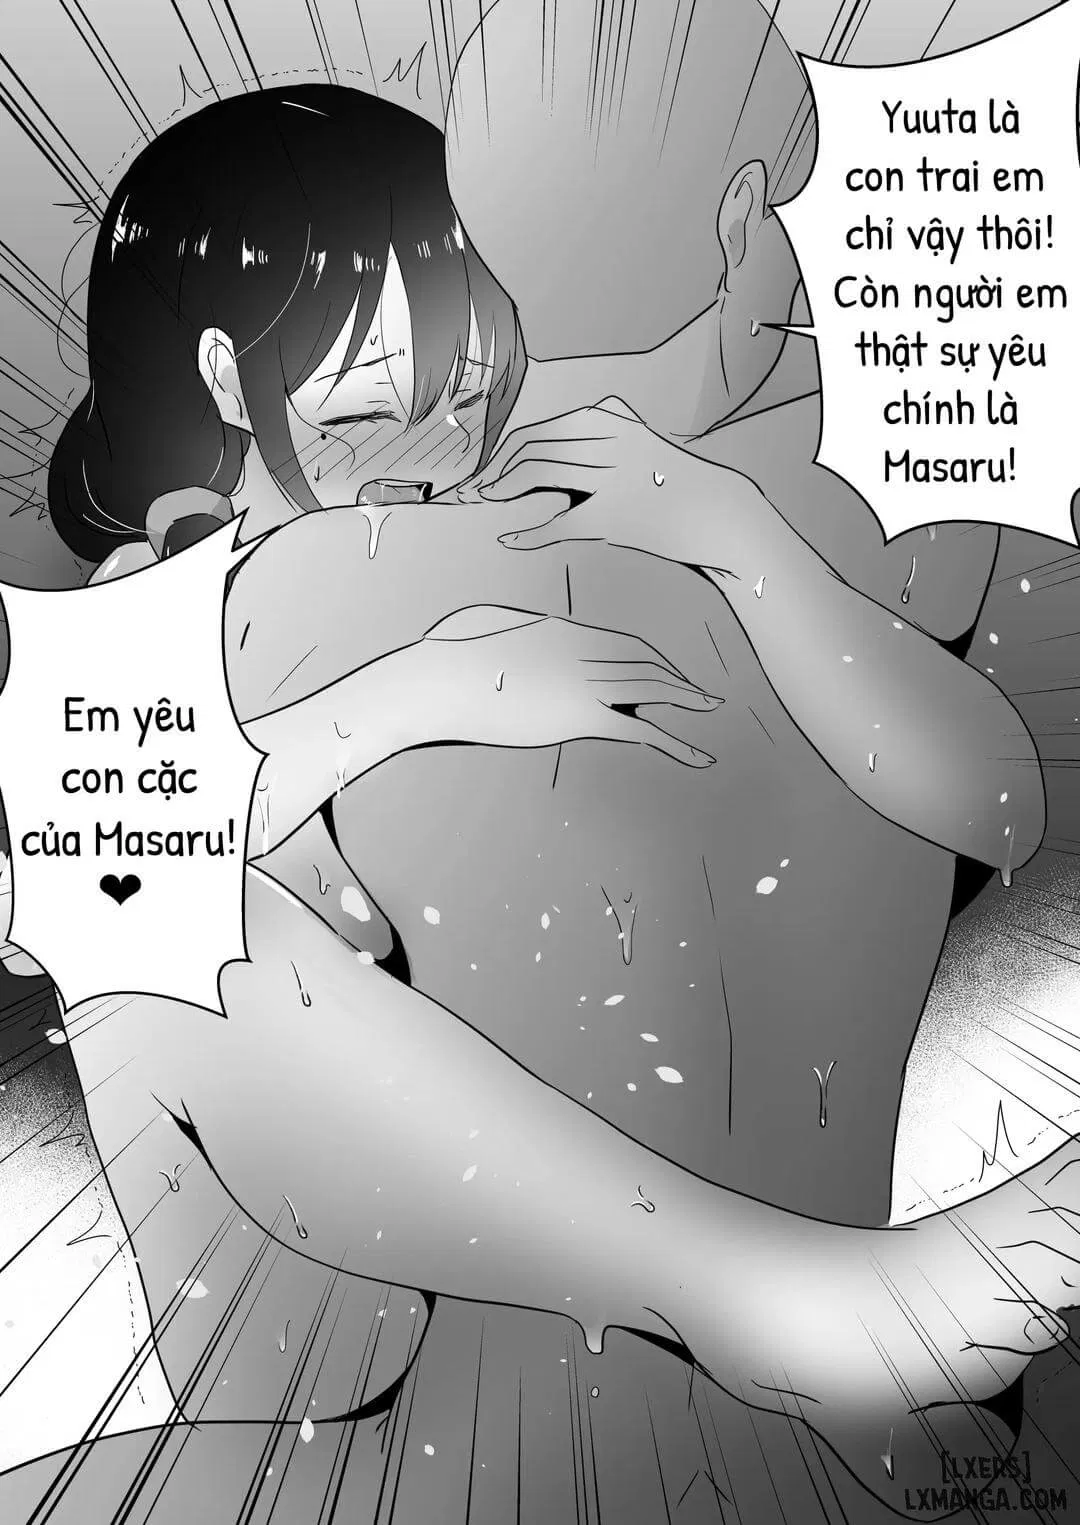 Yuuta là
con trai em
chỉ vậy thôi!
Còn người em
thật sự yêu
chính là
Masaru!
Em yêu
con cặc
của Masaru!
❤
[LXERS]
LXMANGA.COM